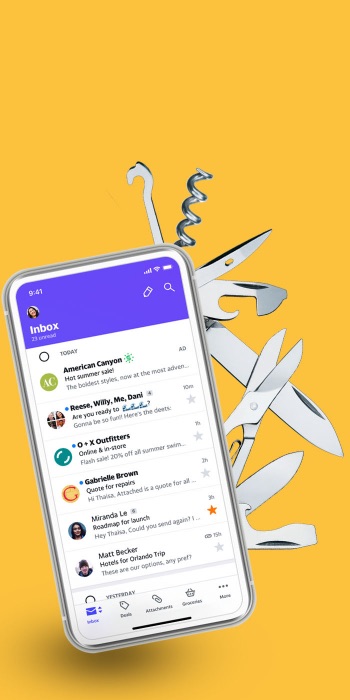 9:41
Inbox
23 unread
TODAY
American Canyon
AD
Hot summer sale!
The boldest styles, now at the most adven...
AC
Reese, Willy, Me, Dani 6
10m
Are you ready to
Gonna be so fun! Here's the deets:
O + X Outfitters
1h
Online & in-store
Flash sale! 20% off all summer swim...
Gabrielle Brown
2h
Quote for repairs
Hi Thaisa, Attached is a quote for all ...
Miranda Le 6
3h
Roadmap for launch
Hey Thaisa, Could you send again? I ...
Matt Becker
15h
Hotels for Orlando Trip
These are our options, any pref?
YESTERDAY
Inbox
Deals
Attachments
Groceries
More